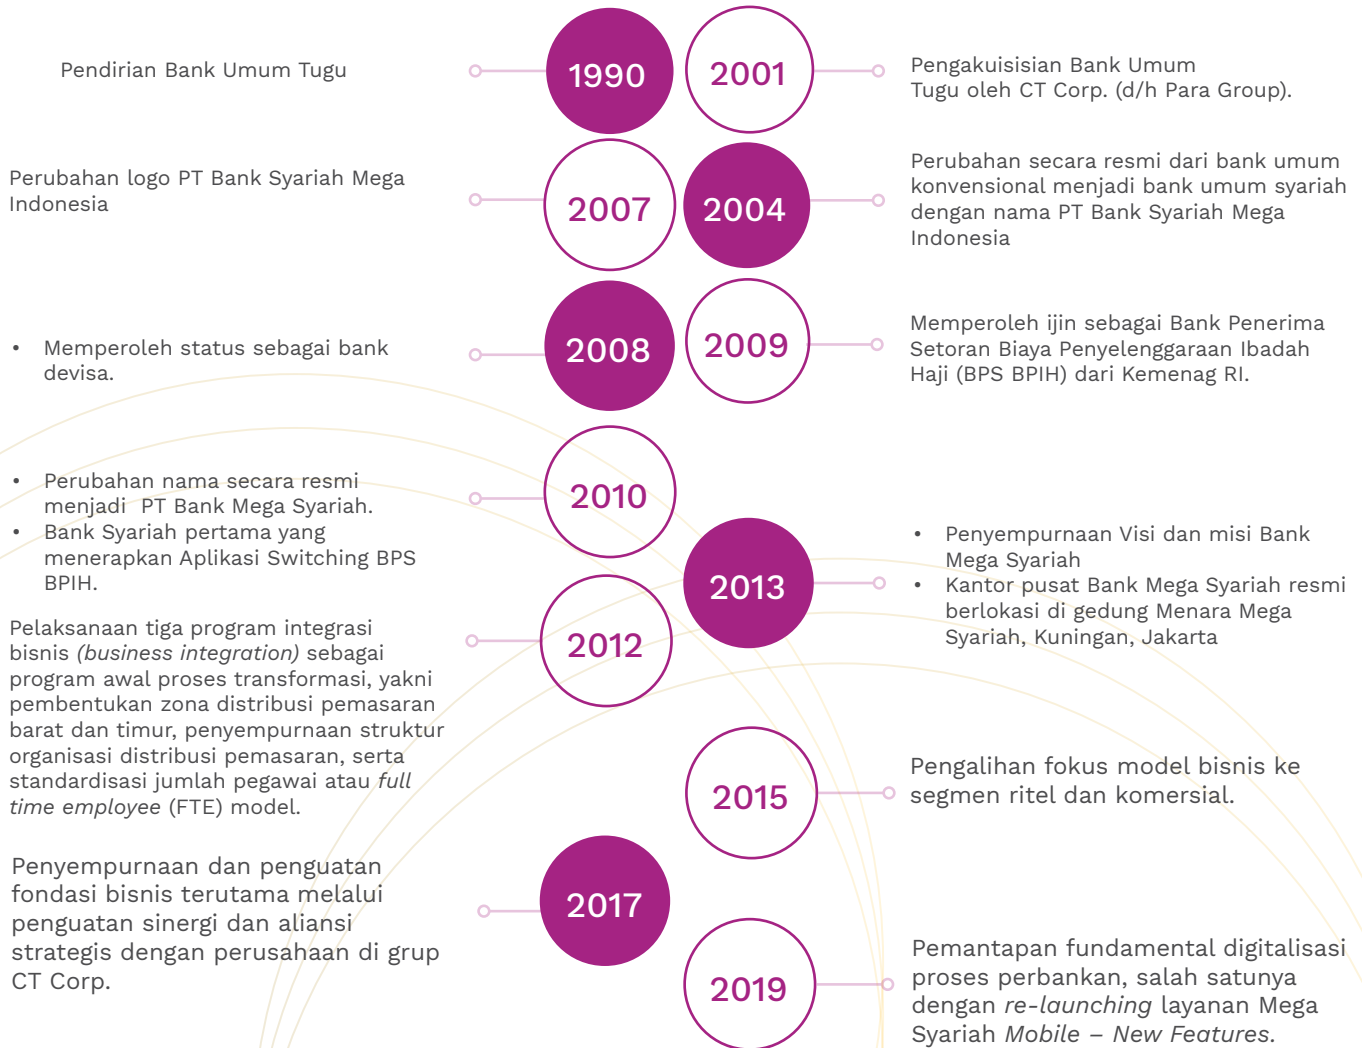 1990
Pendirian Bank Umum Tugu
2001
Pengakuisisian Bank Umum
Tugu oleh CT Corp. (d/h Para Group).
2007
Perubahan logo PT Bank Syariah Mega
Indonesia
2004
Perubahan secara resmi dari bank umum
konvensional menjadi bank umum syariah
dengan nama PT Bank Syariah Mega
Indonesia
2008
• Memperoleh status sebagai bank
devisa.
2009
Memperoleh ijin sebagai Bank Penerima
Setoran Biaya Penyelenggaraan Ibadah
Haji (BPS BPIH) dari Kemenag RI.
2010
• Perubahan nama secara resmi
menjadi PT Bank Mega Syariah.
• Bank Syariah pertama yang
menerapkan Aplikasi Switching BPS
BPIH.
2013
• Penyempurnaan Visi dan misi Bank
Mega Syariah
• Kantor pusat Bank Mega Syariah resmi
berlokasi di gedung Menara Mega
Syariah, Kuningan, Jakarta
2012
Pelaksanaan tiga program integrasi
bisnis (business integration) sebagai
program awal proses transformasi, yakni
pembentukan zona distribusi pemasaran
barat dan timur, penyempurnaan struktur
organisasi distribusi pemasaran, serta
standardisasi jumlah pegawai atau full
time employee (FTE) model.
2015
Pengalihan fokus model bisnis ke
segmen ritel dan komersial.
2017
Penyempurnaan dan penguatan
fondasi bisnis terutama melalui
penguatan sinergi dan aliansi
strategis dengan perusahaan di grup
CT Corp.
2019
Pemantapan fundamental digitalisasi
proses perbankan, salah satunya
dengan re-launching layanan Mega
Syariah Mobile – New Features.